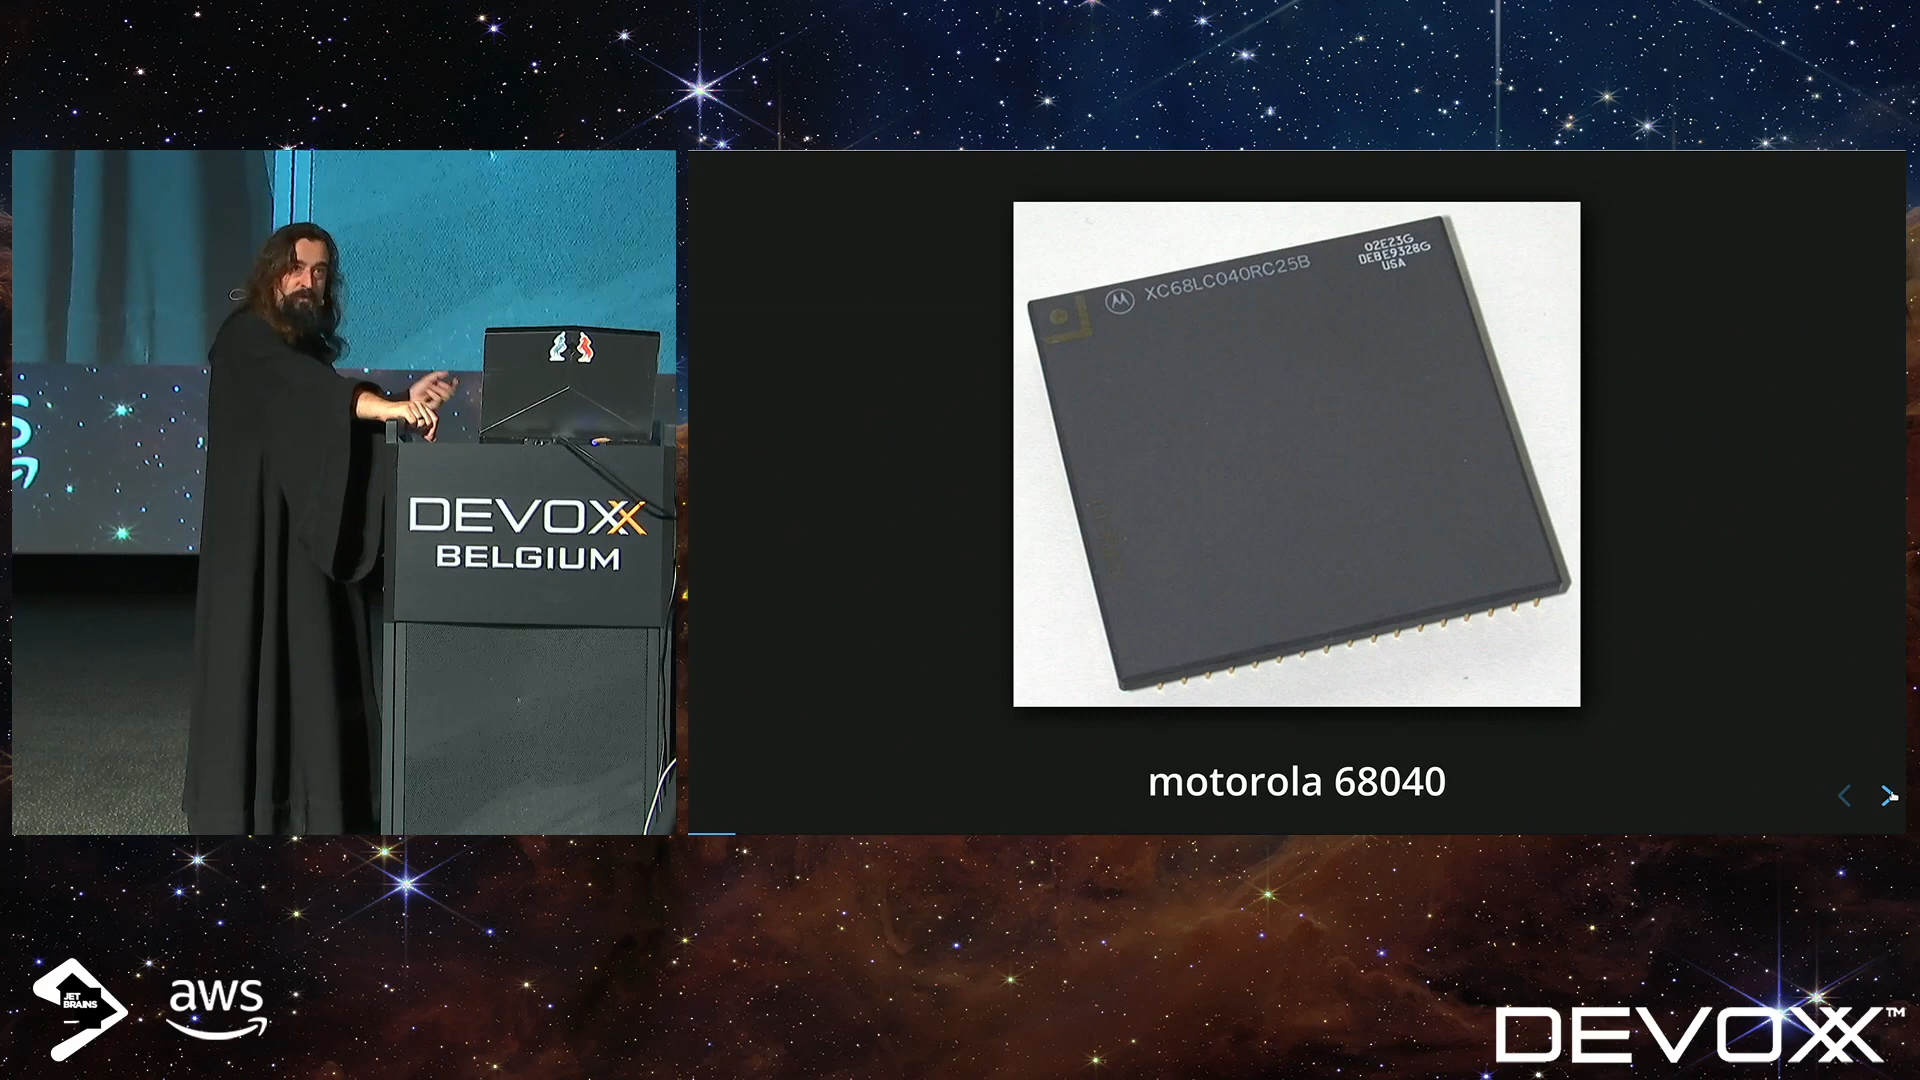 XC68LC040RC25B
02E23G
DEBE9328G
USA
DEVOXX
BELGIUM
motorola 68040
JET
BRAINS
aws
DEVOXX™